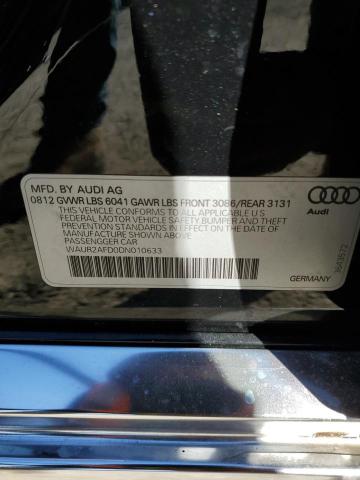 MFD. BY AUDI AG
0812 GVWR LBS 6041 GAWR LBS FRONT 3086/REAR 3131
THIS VEHICLE CONFORMS TO ALL APPLICABLE U.S.
FEDERAL MOTOR VEHICLE SAFETY, BUMPER AND THEFT
PREVENTION STANDARDS IN EFFECT ON THE DATE OF
MANUFACTURE SHOWN ABOVE
PASSENGER CAR
WAUR2AFD0DN010633
Audi
GERMANY